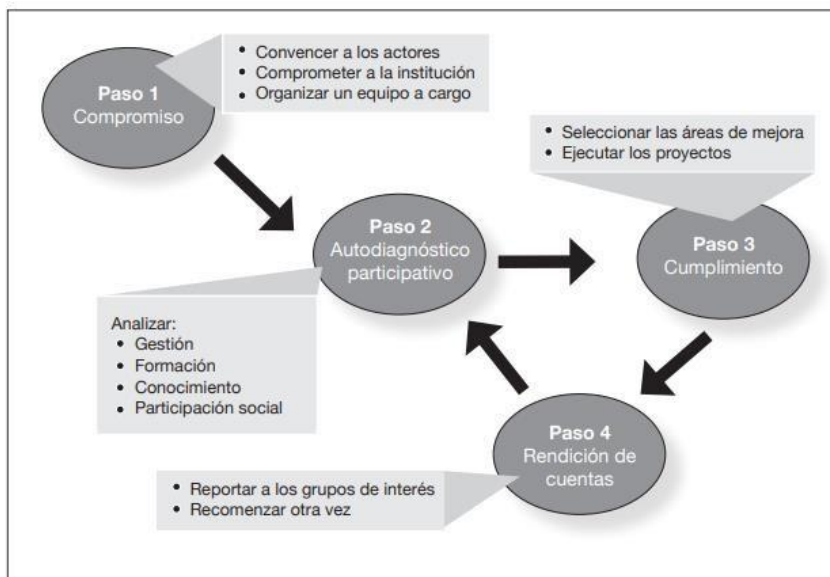 Paso 1
Compromiso
• Convencer a los actores
• Comprometer a la institución
• Organizar un equipo a cargo
Paso 2
Autodiagnóstico
participativo
Analizar:
• Gestión
• Formación
• Conocimiento
• Participación social
• Seleccionar las áreas de mejora
• Ejecutar los proyectos
Paso 3
Cumplimiento
Paso 4
Rendición de
cuentas
• Reportar a los grupos de interés
• Recomenzar otra vez